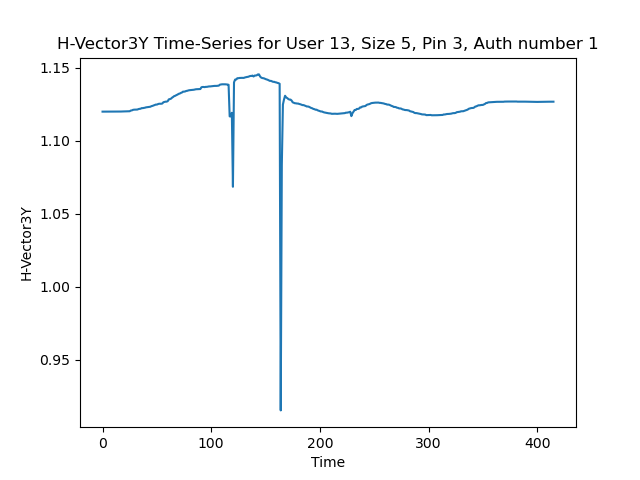 H-Vector3Y Time-Series for User 13, Size 5, Pin 3, Auth number 1
1.15
1.10
1.05
1.00
0.95
H-Vector3Y
0 100 200 300 400
Time